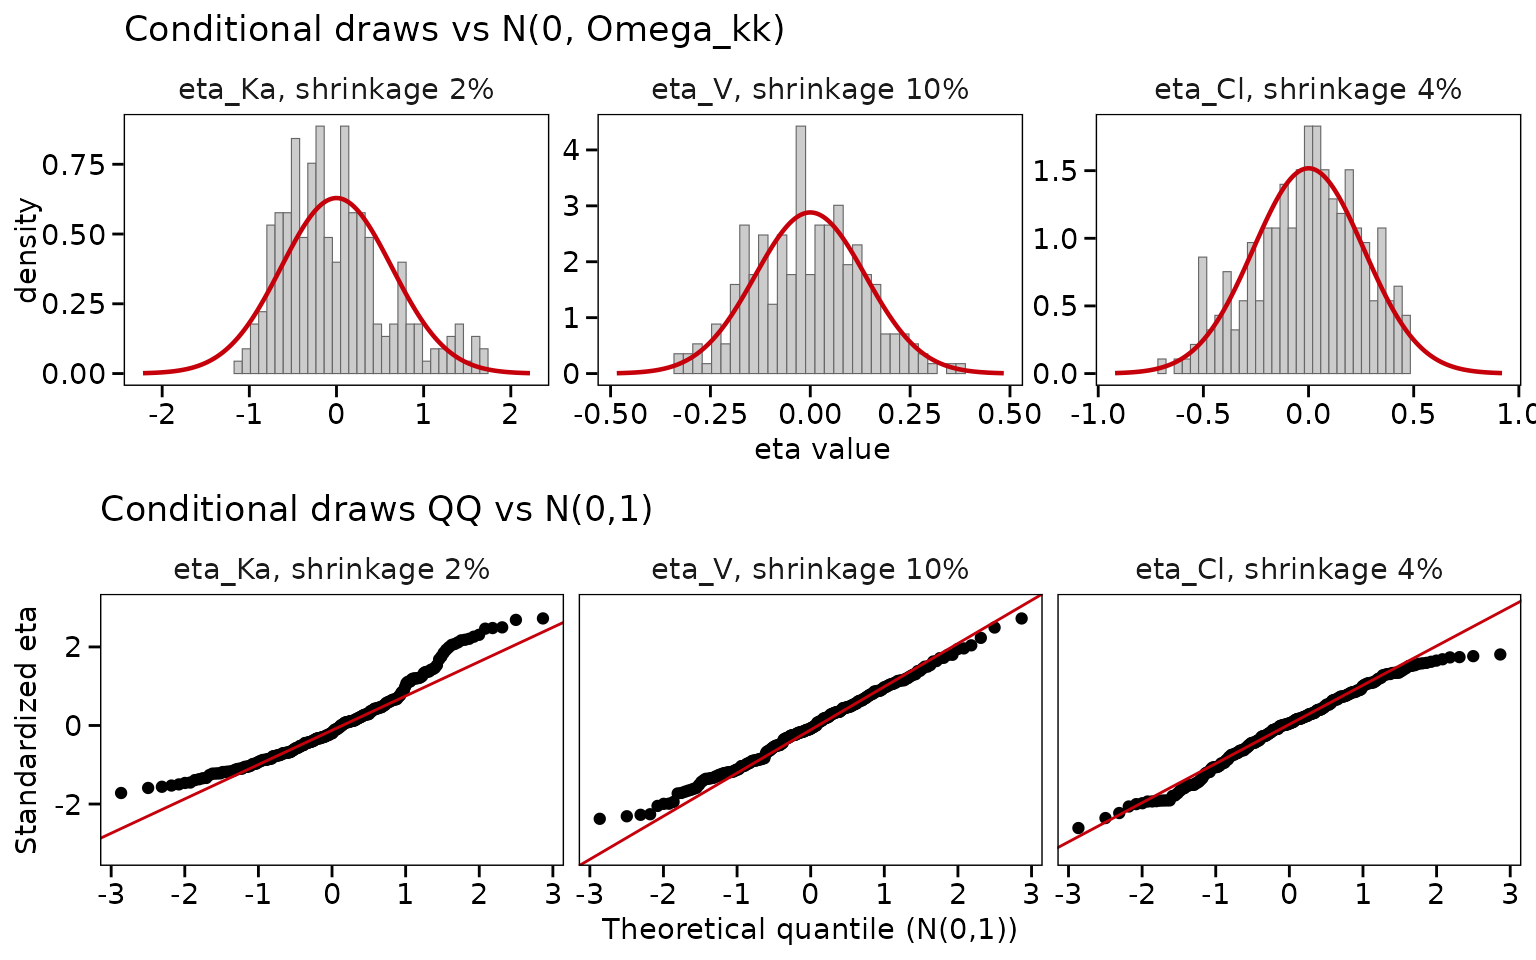 Conditional draws vs N(0, Omega_kk)
eta_Ka, shrinkage 2%
eta_V, shrinkage 10%
eta_Cl, shrinkage 4%
density
0.75
0.50
0.25
0.00
4
3
2
1
0
1.5
1.0
0.5
0.0
-2 -1 0 1 2
-0.50 -0.25 0.00 0.25 0.50
-1.0 -0.5 0.0 0.5 1.0
eta value
Conditional draws QQ vs N(0,1)
eta_Ka, shrinkage 2%
eta_V, shrinkage 10%
eta_Cl, shrinkage 4%
Standardized eta
2
0
-2
-3 -2 -1 0 1 2 3
-3 -2 -1 0 1 2 3
-3 -2 -1 0 1 2 3
Theoretical quantile (N(0,1))